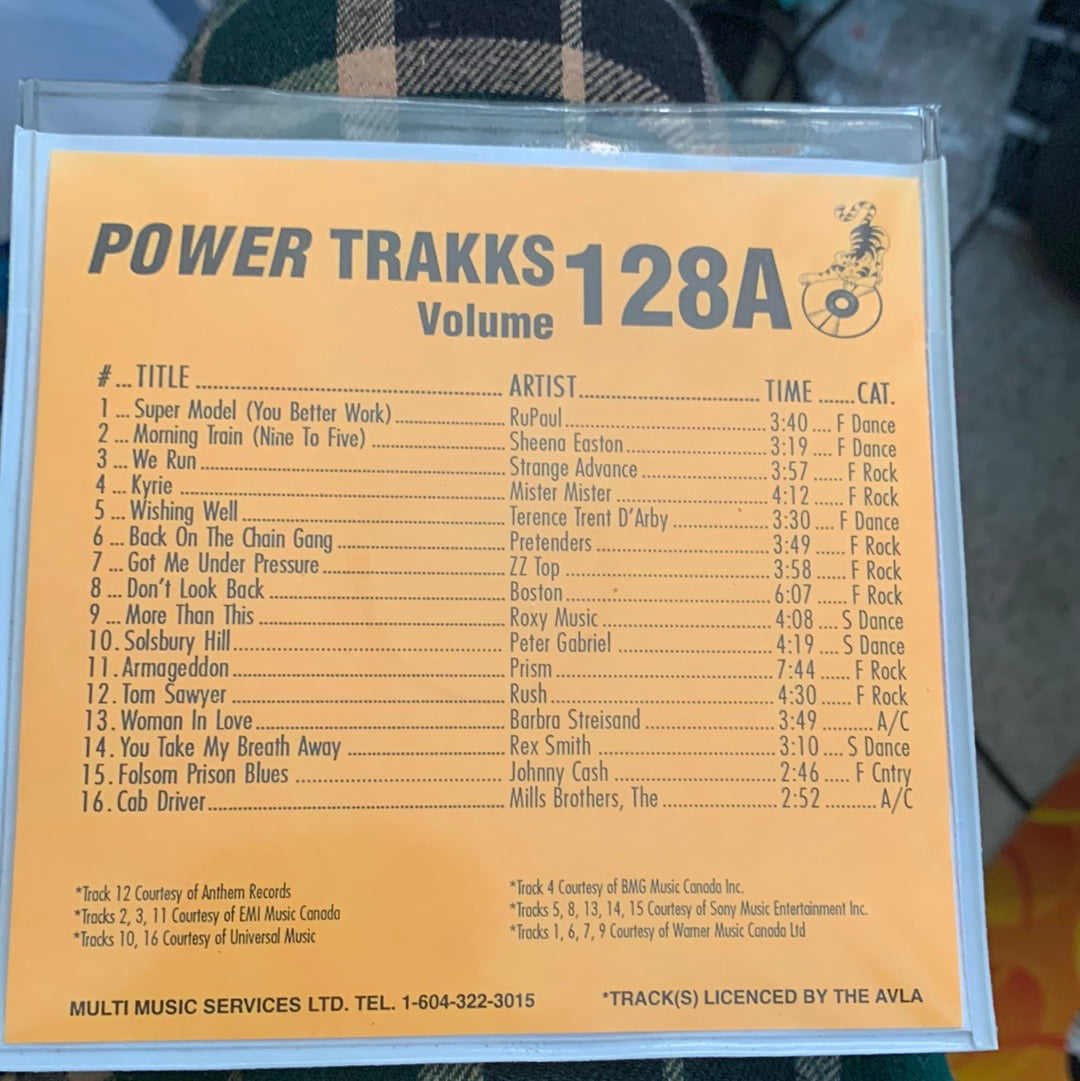 POWER TRAKKS 128A
Volume
# ... TITLE ................ ARTIST................ TIME ....... CAT.
1 ... Super Model (You Better Work) ................ RuPaul ................ 3:40 .... F Dance
2 ... Morning Train (Nine To Five) ................ Sheena Easton ................ 3:19 .... F Dance
3 ... We Run ................ Strange Advance ................ 3:57 ...... F Rock
4 ... Kyrie ................ Mister Mister ................ 4:12 ...... F Rock
5 ... Wishing Well ................ Terence Trent D'Arby ................ 3:30 .... F Dance
6 ... Back On The Chain Gang ................ Pretenders ................ 3:49 ...... F Rock
7 ... Got Me Under Pressure ................ ZZ Top ................ 3:58 ...... F Rock
8 ... Don't Look Back ................ Boston ................ 6:07 ...... F Rock
9 ... More Than This ................ Roxy Music ................ 4:08 .... S Dance
10. Solsbury Hill ................ Peter Gabriel ................ 4:19 .... S Dance
11. Armageddon ................ Prism ................ 7:44 ...... F Rock
12. Tom Sawyer ................ Rush ................ 4:30 ...... F Rock
13. Woman In Love ................ Barbra Streisand ................ 3:49 .......... A/C
14. You Take My Breath Away ................ Rex Smith ................ 3:10 .... S Dance
15. Folsom Prison Blues ................ Johnny Cash ................ 2:46 ..... F Cntry
16. Cab Driver ................ Mills Brothers, The ................ 2:52 .......... A/C
*Track 12 Courtesy of Anthem Records
*Tracks 2, 3, 11 Courtesy of EMI Music Canada
*Tracks 10, 16 Courtesy of Universal Music
*Track 4 Courtesy of BMG Music Canada Inc.
*Tracks 5, 8, 13, 14, 15 Courtesy of Sony Music Entertainment Inc.
*Tracks 1, 6, 7, 9 Courtesy of Warner Music Canada Ltd
MULTI MUSIC SERVICES LTD. TEL. 1-604-322-3015
*TRACK(S) LICENCED BY THE AVLA